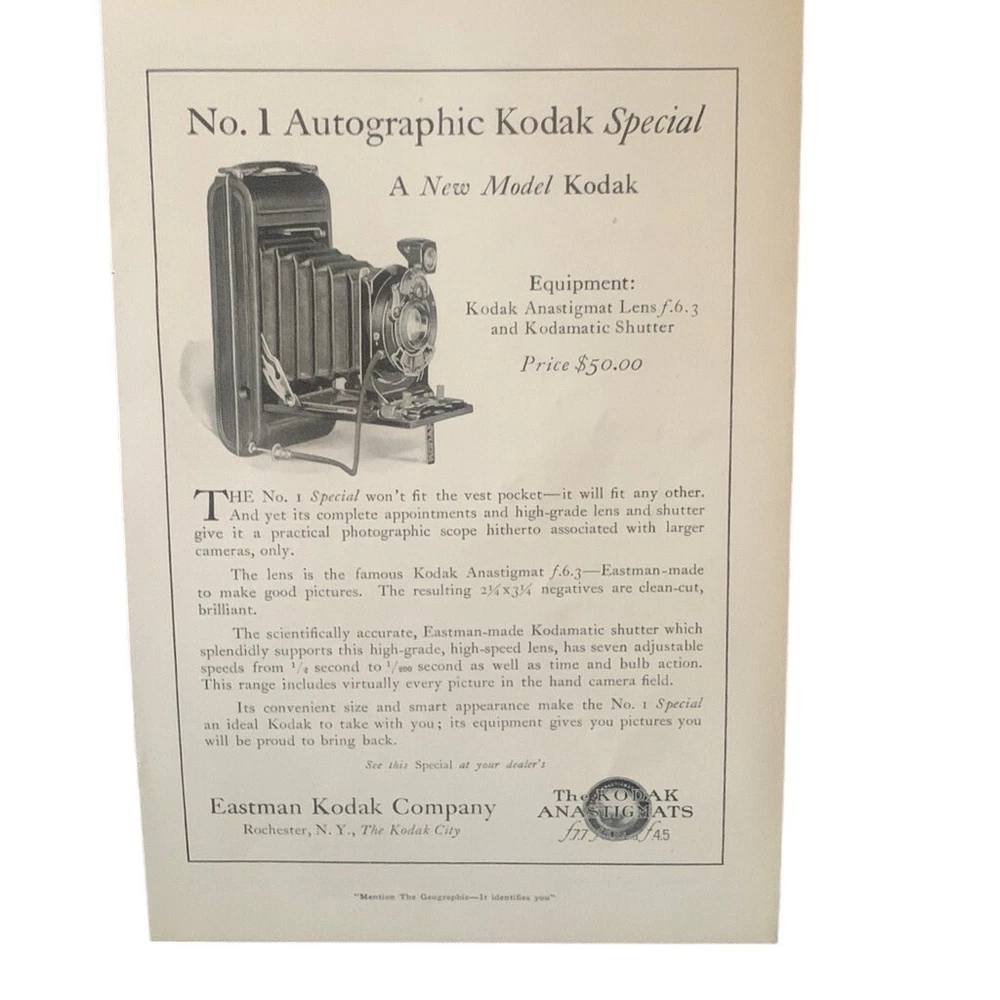 No. 1 Autographic Kodak Special
A New Model Kodak
Equipment:
Kodak Anastigmat Lens f.6.3
and Kodamatic Shutter
Price $50.00
THE No. 1 Special won't fit the vest pocket—it will fit any other.
And yet its complete appointments and high-grade lens and shutter
give it a practical photographic scope hitherto associated with larger
cameras, only.
The lens is the famous Kodak Anastigmat f.6.3—Eastman-made
to make good pictures. The resulting 2¼x3¼ negatives are clean-cut,
brilliant.
The scientifically accurate, Eastman-made Kodamatic shutter which
splendidly supports this high-grade, high-speed lens, has seven adjustable
speeds from 1/2 second to 1/200 second as well as time and bulb action.
This range includes virtually every picture in the hand camera field.
Its convenient size and smart appearance make the No. 1 Special
an ideal Kodak to take with you; its equipment gives you pictures you
will be proud to bring back.
See this Special at your dealer's
Eastman Kodak Company
Rochester, N. Y., The Kodak City
The KODAK
ANASTIGMATS
f.7.7 f.4.5
"Mention The Geographic—It identifies you"